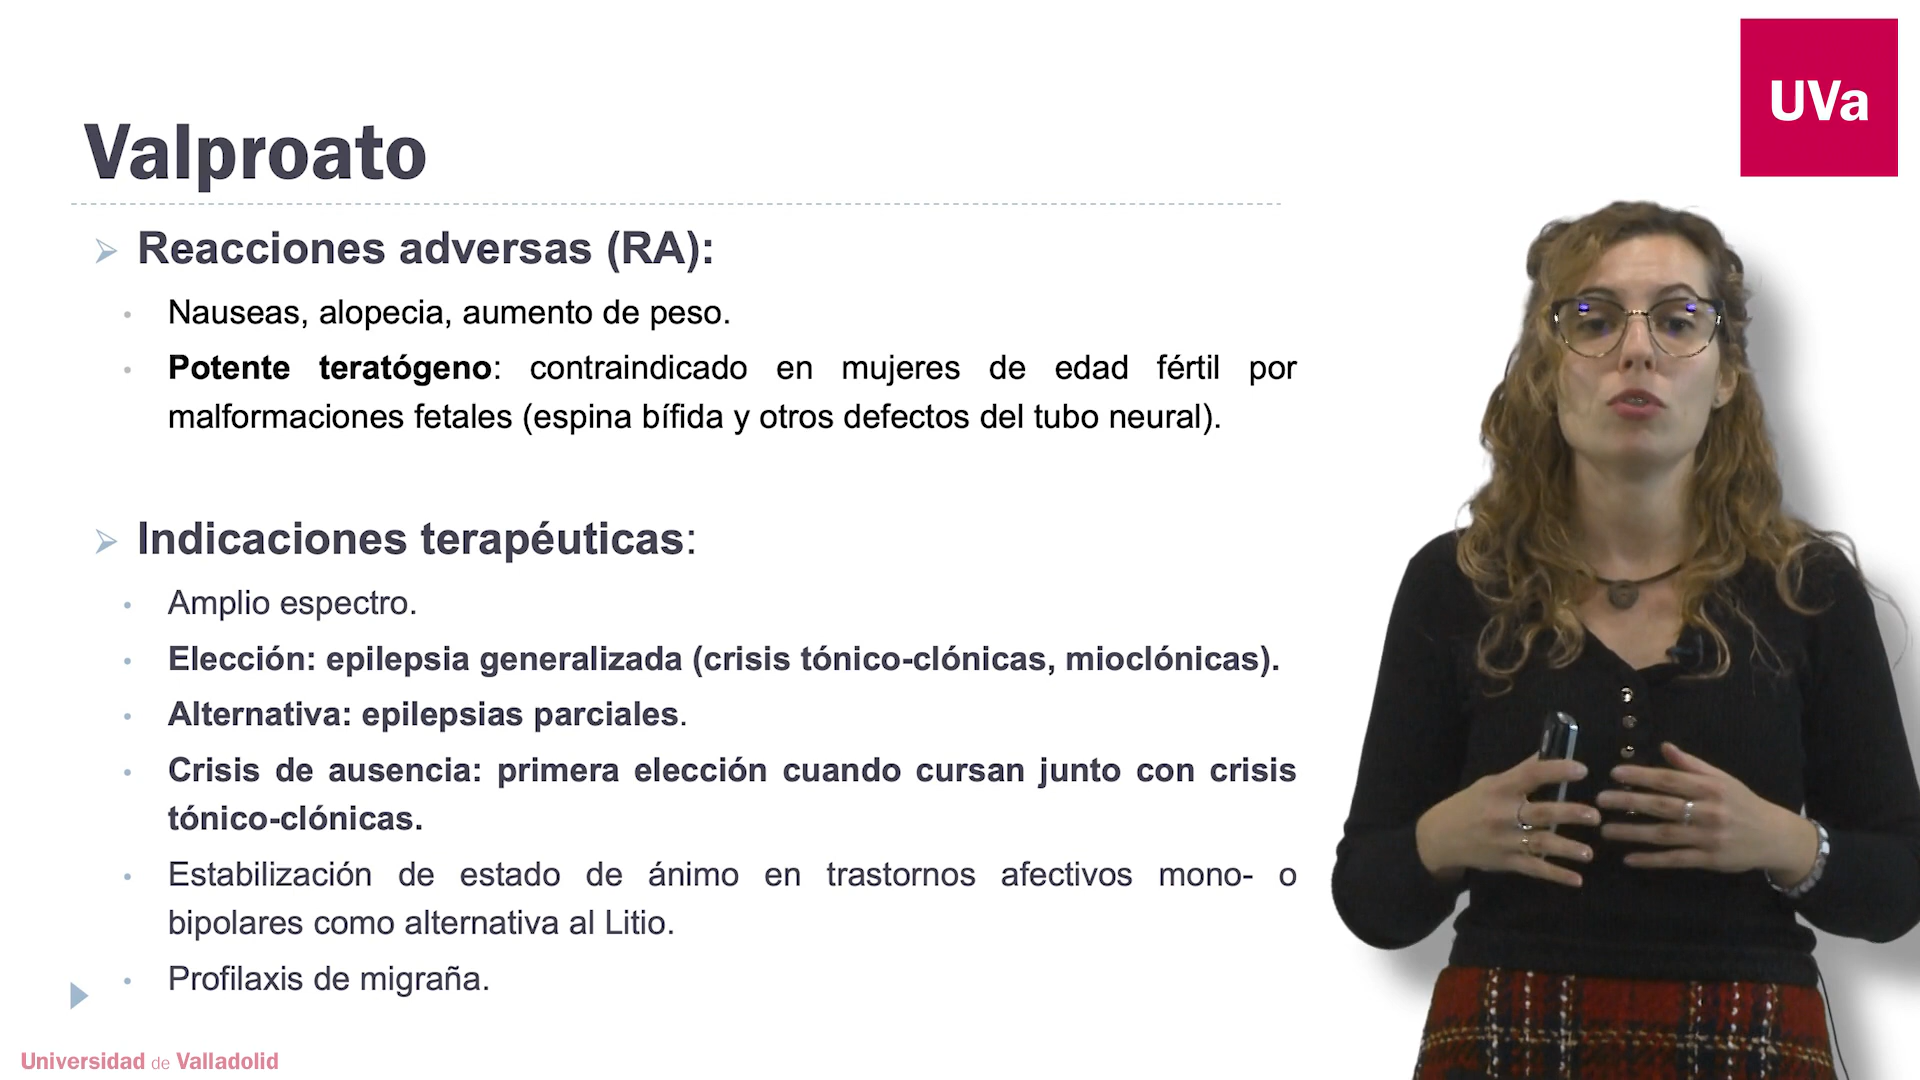 UVa
Valproato
Reacciones adversas (RA):
Nauseas, alopecia, aumento de peso.
Potente teratógeno: contraindicado en mujeres de edad fértil por
malformaciones fetales (espina bífida y otros defectos del tubo neural).
Indicaciones terapéuticas:
Amplio espectro.
Elección: epilepsia generalizada (crisis tónico-clónicas, mioclónicas).
Alternativa: epilepsias parciales.
Crisis de ausencia: primera elección cuando cursan junto con crisis
tónico-clónicas.
Estabilización de estado de ánimo en trastornos afectivos mono- o
bipolares como alternativa al Litio.
Profilaxis de migraña.
Universidad de Valladolid